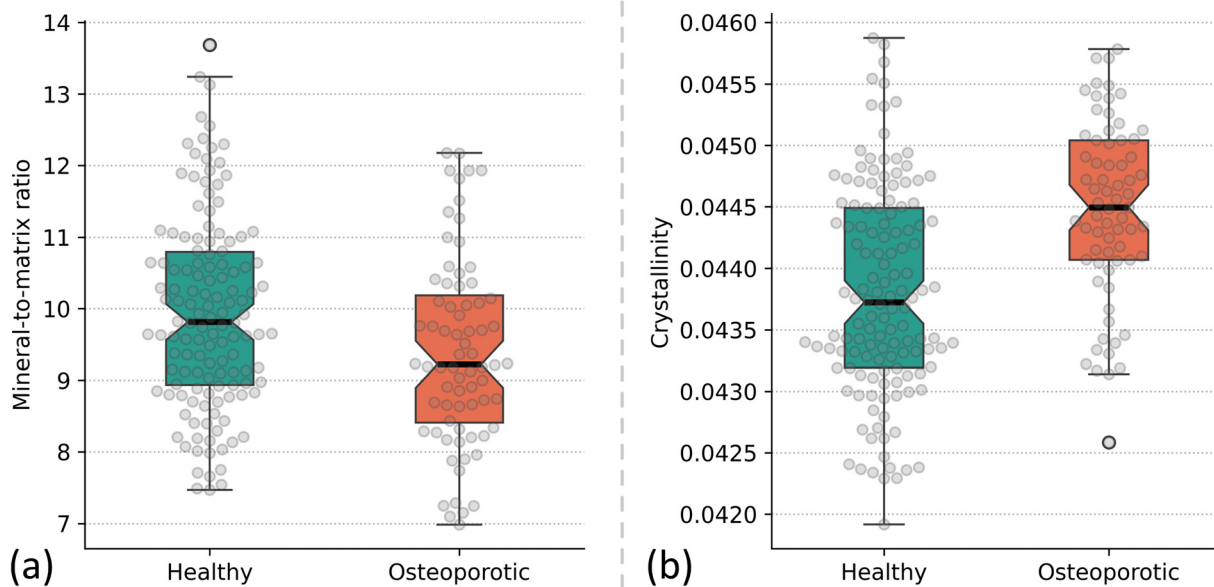 14
13
12
11
10
9
8
7
Mineral-to-matrix ratio
Healthy
Osteoporotic
(a)
0.0460
0.0455
0.0450
0.0445
0.0440
0.0435
0.0430
0.0425
0.0420
Crystallinity
Healthy
Osteoporotic
(b)